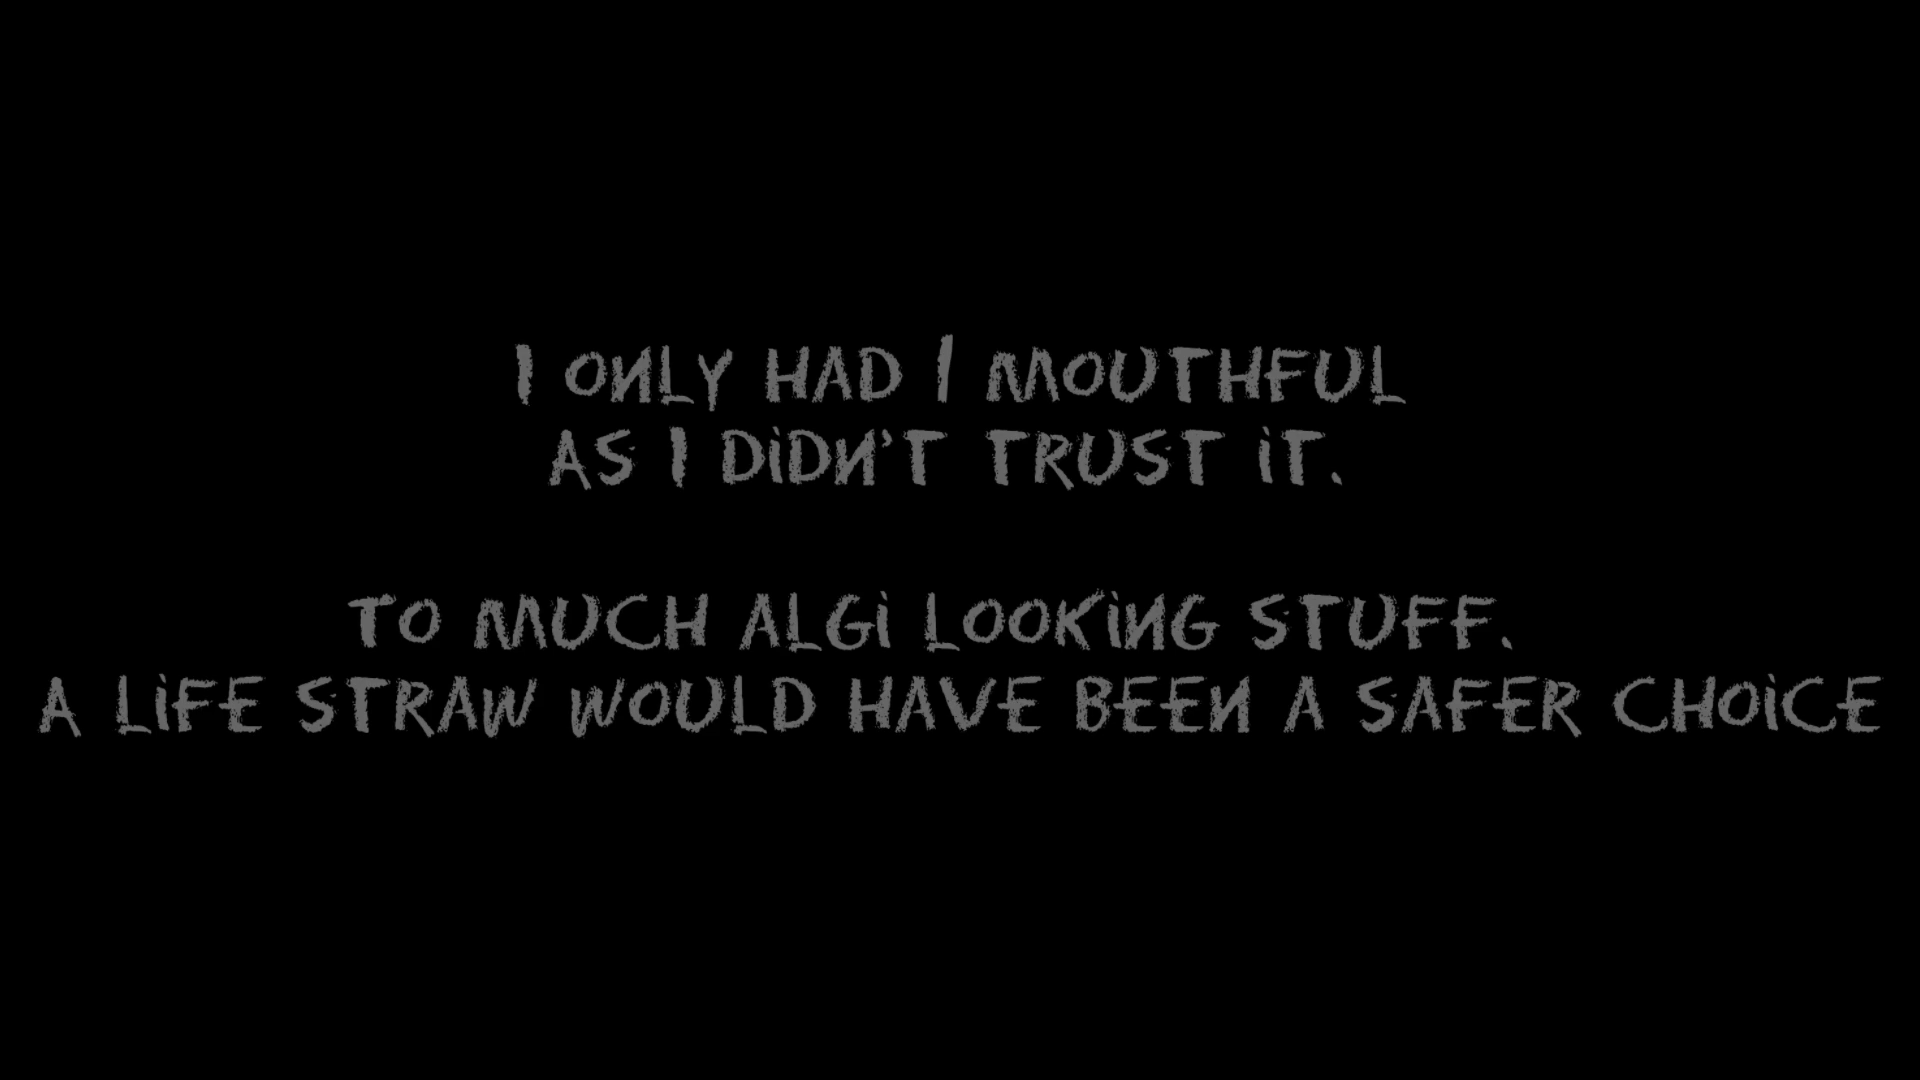 I ONLY HAD 1 MOUTHFUL
AS I DiDN'T TRUST iT.
TO MUCH ALGi LOOKiNG STUFF.
A LiFE STRAW WOULD HAVE BEEN A SAFER CHOiCE